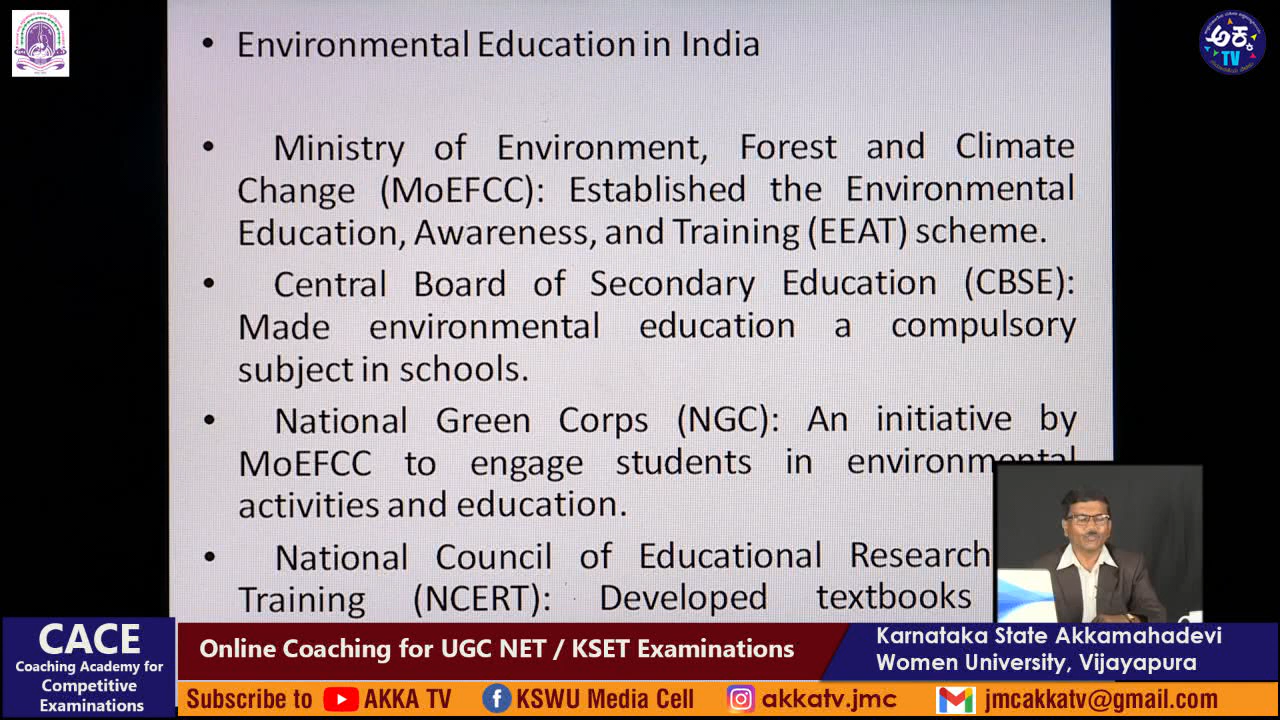 • Environmental Education in India
• Ministry of Environment, Forest and Climate
Change (MoEFCC): Established the Environmental
Education, Awareness, and Training (EEAT) scheme.
• Central Board of Secondary Education (CBSE):
Made environmental education a compulsory
subject in schools.
• National Green Corps (NGC): An initiative by
MoEFCC to engage students in environmental
activities and education.
• National Council of Educational Research
Training (NCERT): Developed textbooks
ಅಕ್ಕ
TV
CACE
Coaching Academy for
Competitive
Examinations
Online Coaching for UGC NET / KSET Examinations
Karnataka State Akkamahadevi
Women University, Vijayapura
Subscribe to AKKA TV KSWU Media Cell akkatv.jmc jmcakkatv@gmail.com